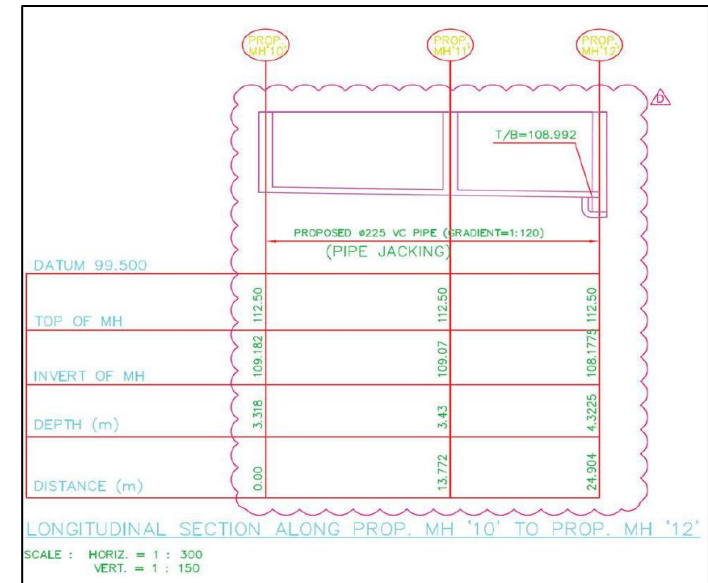 PROP.
MH'10'
PROP.
MH'11'
PROP.
MH'12'
D
T/B=108.992
PROPOSED ø225 VC PIPE (GRADIENT=1:120)
(PIPE JACKING)
DATUM 99.500
TOP OF MH 112.50 112.50 112.50
INVERT OF MH 109.182 109.07 108.1775
DEPTH (m) 3.318 3.43 4.3225
DISTANCE (m) 0.00 13.772 24.904
LONGITUDINAL SECTION ALONG PROP. MH '10' TO PROP. MH '12'
SCALE : HORIZ. = 1 : 300
VERT. = 1 : 150